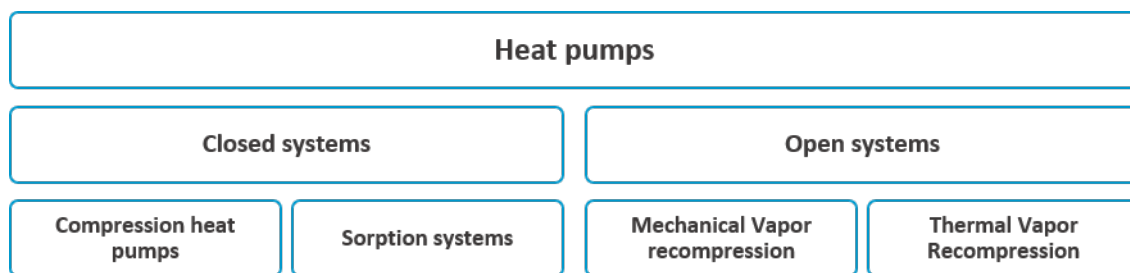 Heat pumps
Closed systems
Open systems
Compression heat
pumps
Sorption systems
Mechanical Vapor
recompression
Thermal Vapor
Recompression